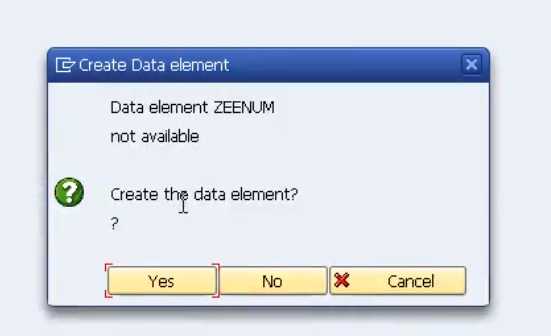 Create Data element
Data element ZEENUM
not available
Create the data element?
?
Yes No Cancel